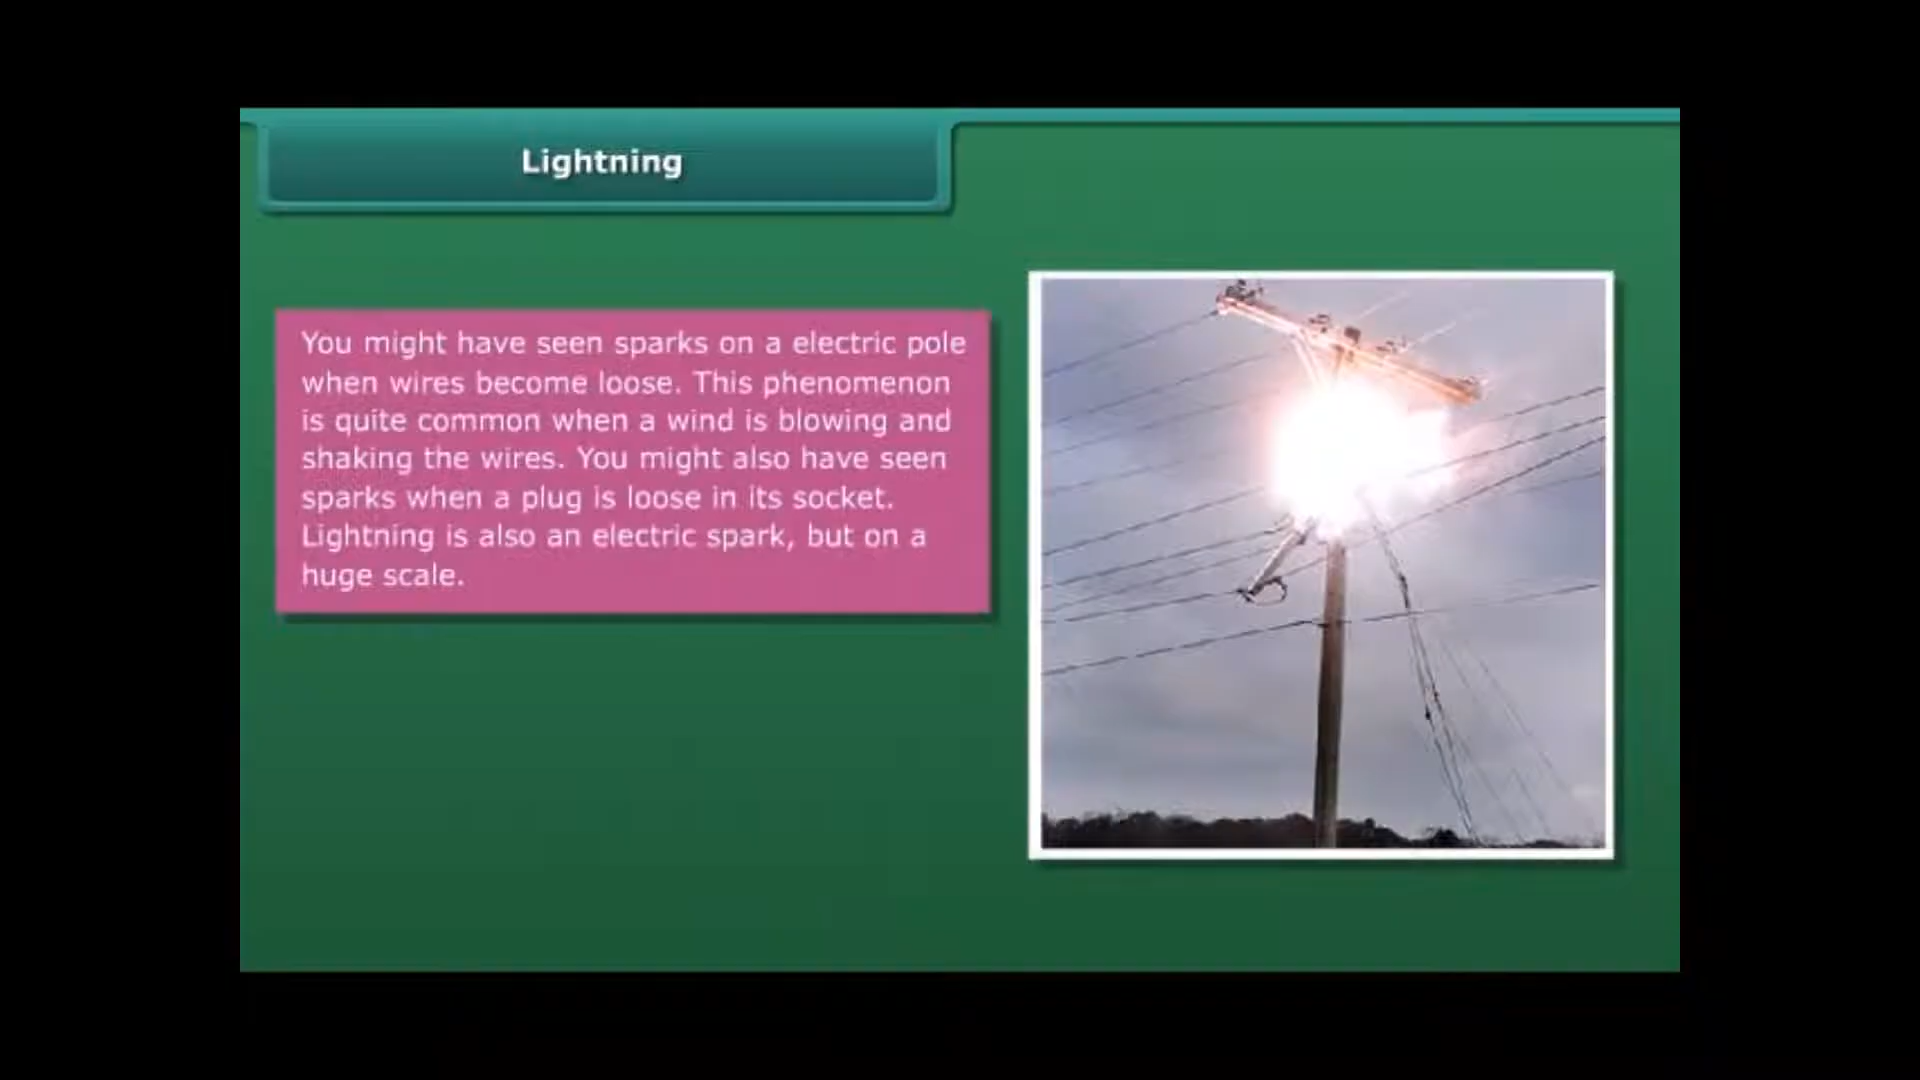 Lightning
You might have seen sparks on a electric pole
when wires become loose. This phenomenon
is quite common when a wind is blowing and
shaking the wires. You might also have seen
sparks when a plug is loose in its socket.
Lightning is also an electric spark, but on a
huge scale.